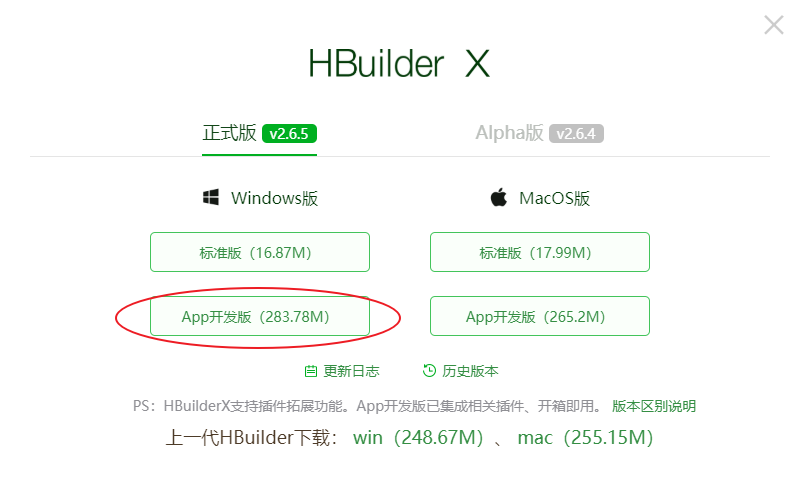 HBuilder X
正式版 v2.6.5 Alpha版 v2.6.4
Windows版 MacOS版
标准版（16.87M） 标准版（17.99M）
App开发版（283.78M） App开发版（265.2M）
更新日志 历史版本
PS：HBuilderX支持插件拓展功能。App开发版已集成相关插件、开箱即用。 版本区别说明
上一代HBuilder下载： win（248.67M）、 mac（255.15M）